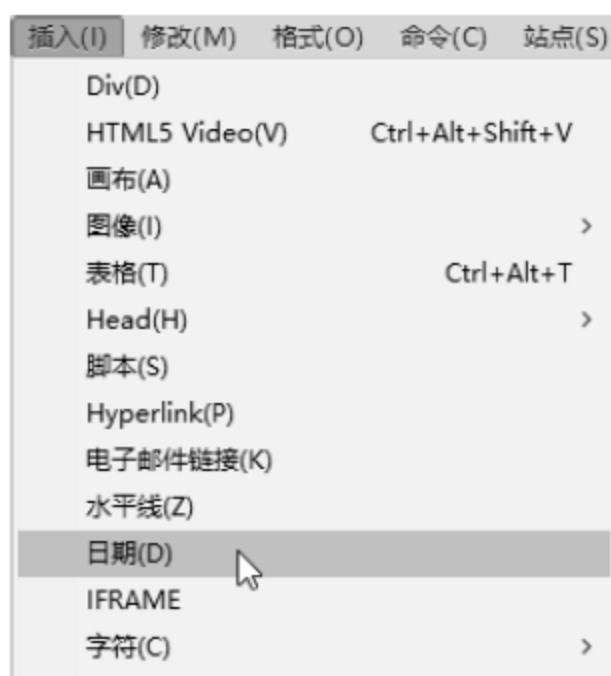 插入(I) 修改(M) 格式(O) 命令(C) 站点(S)
Div(D)
HTML5 Video(V) Ctrl+Alt+Shift+V
画布(A)
图像(I)
表格(T) Ctrl+Alt+T
Head(H)
脚本(S)
Hyperlink(P)
电子邮件链接(K)
水平线(Z)
日期(D)
IFRAME
字符(C)